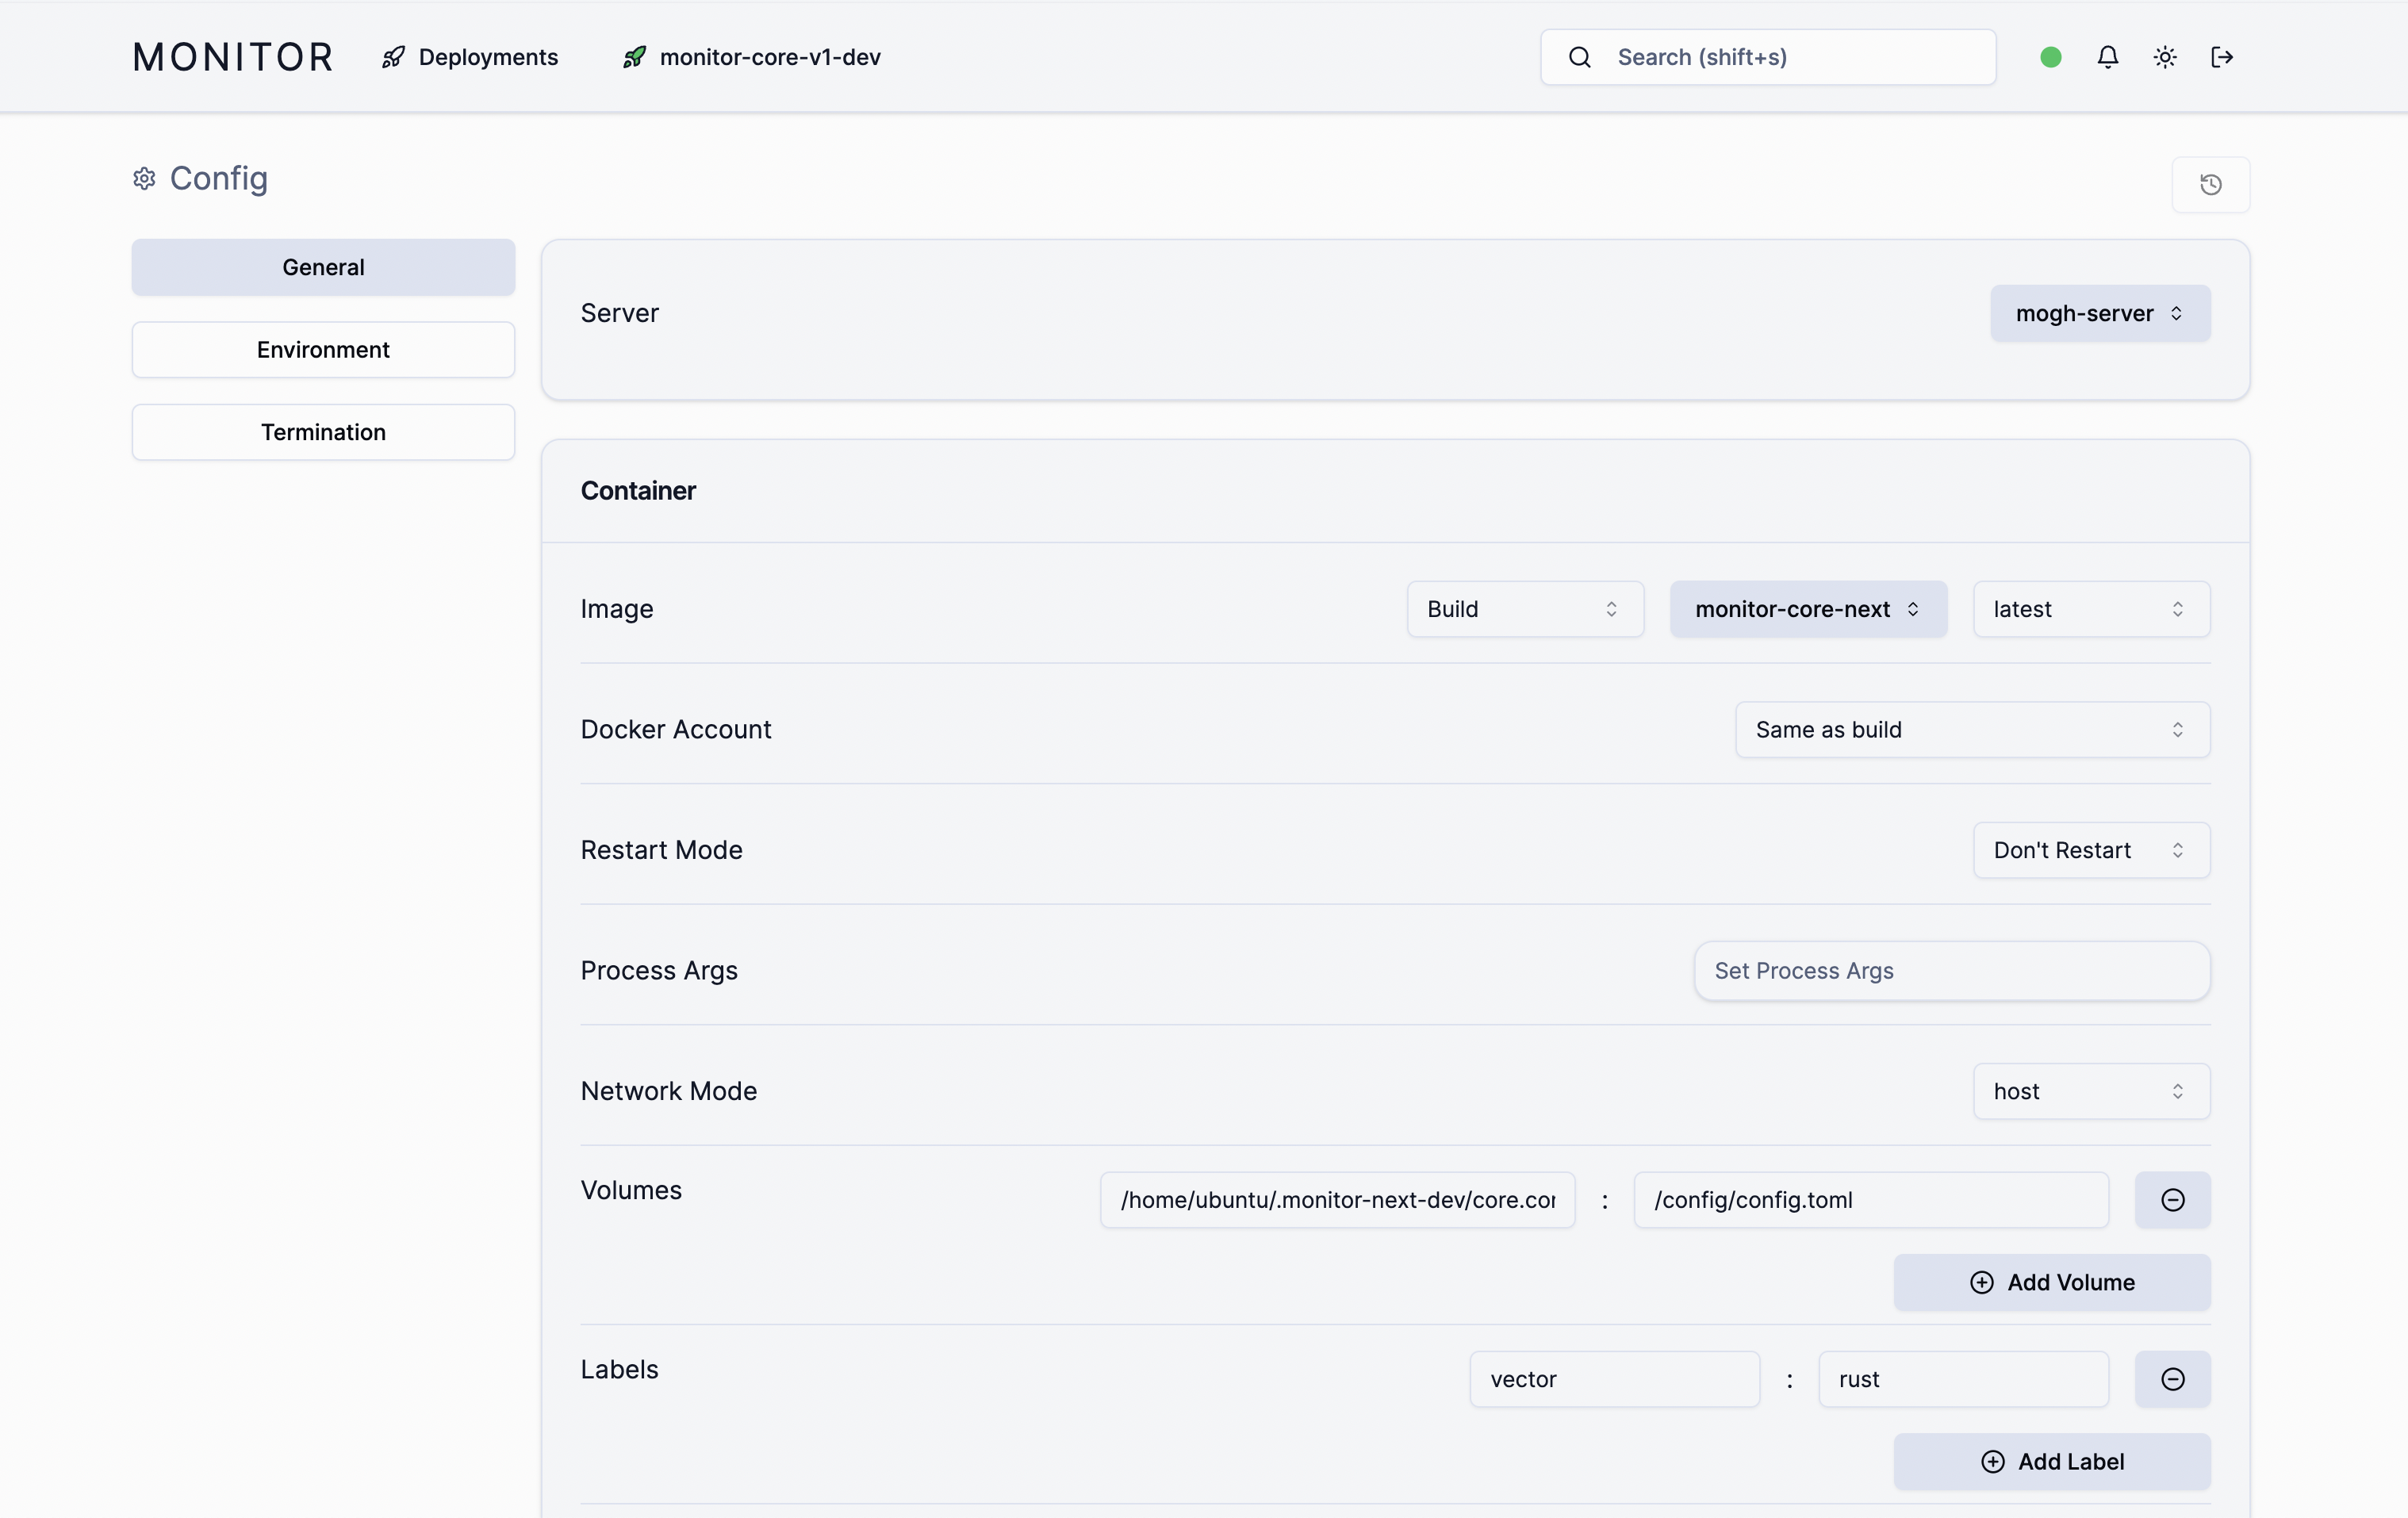 MONITOR Deployments monitor-core-v1-dev Search (shift+s)
Config
General
Environment
Termination
Server mogh-server
Container
Image Build monitor-core-next latest
Docker Account Same as build
Restart Mode Don't Restart
Process Args Set Process Args
Network Mode host
Volumes /home/ubuntu/.monitor-next-dev/core.cor : /config/config.toml
Add Volume
Labels vector : rust
Add Label